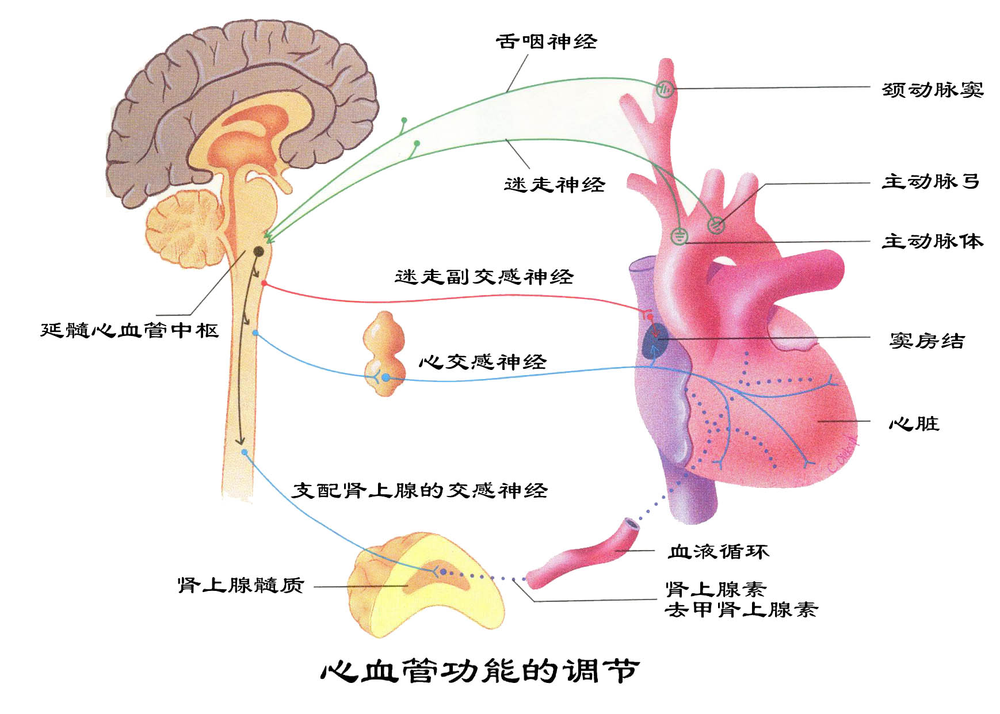 舌咽神经
颈动脉窦
迷走神经
主动脉弓
主动脉体
迷走副交感神经
延髓心血管中枢
窦房结
心交感神经
心脏
支配肾上腺的交感神经
血液循环
肾上腺髓质
肾上腺素
去甲肾上腺素
心血管功能的调节